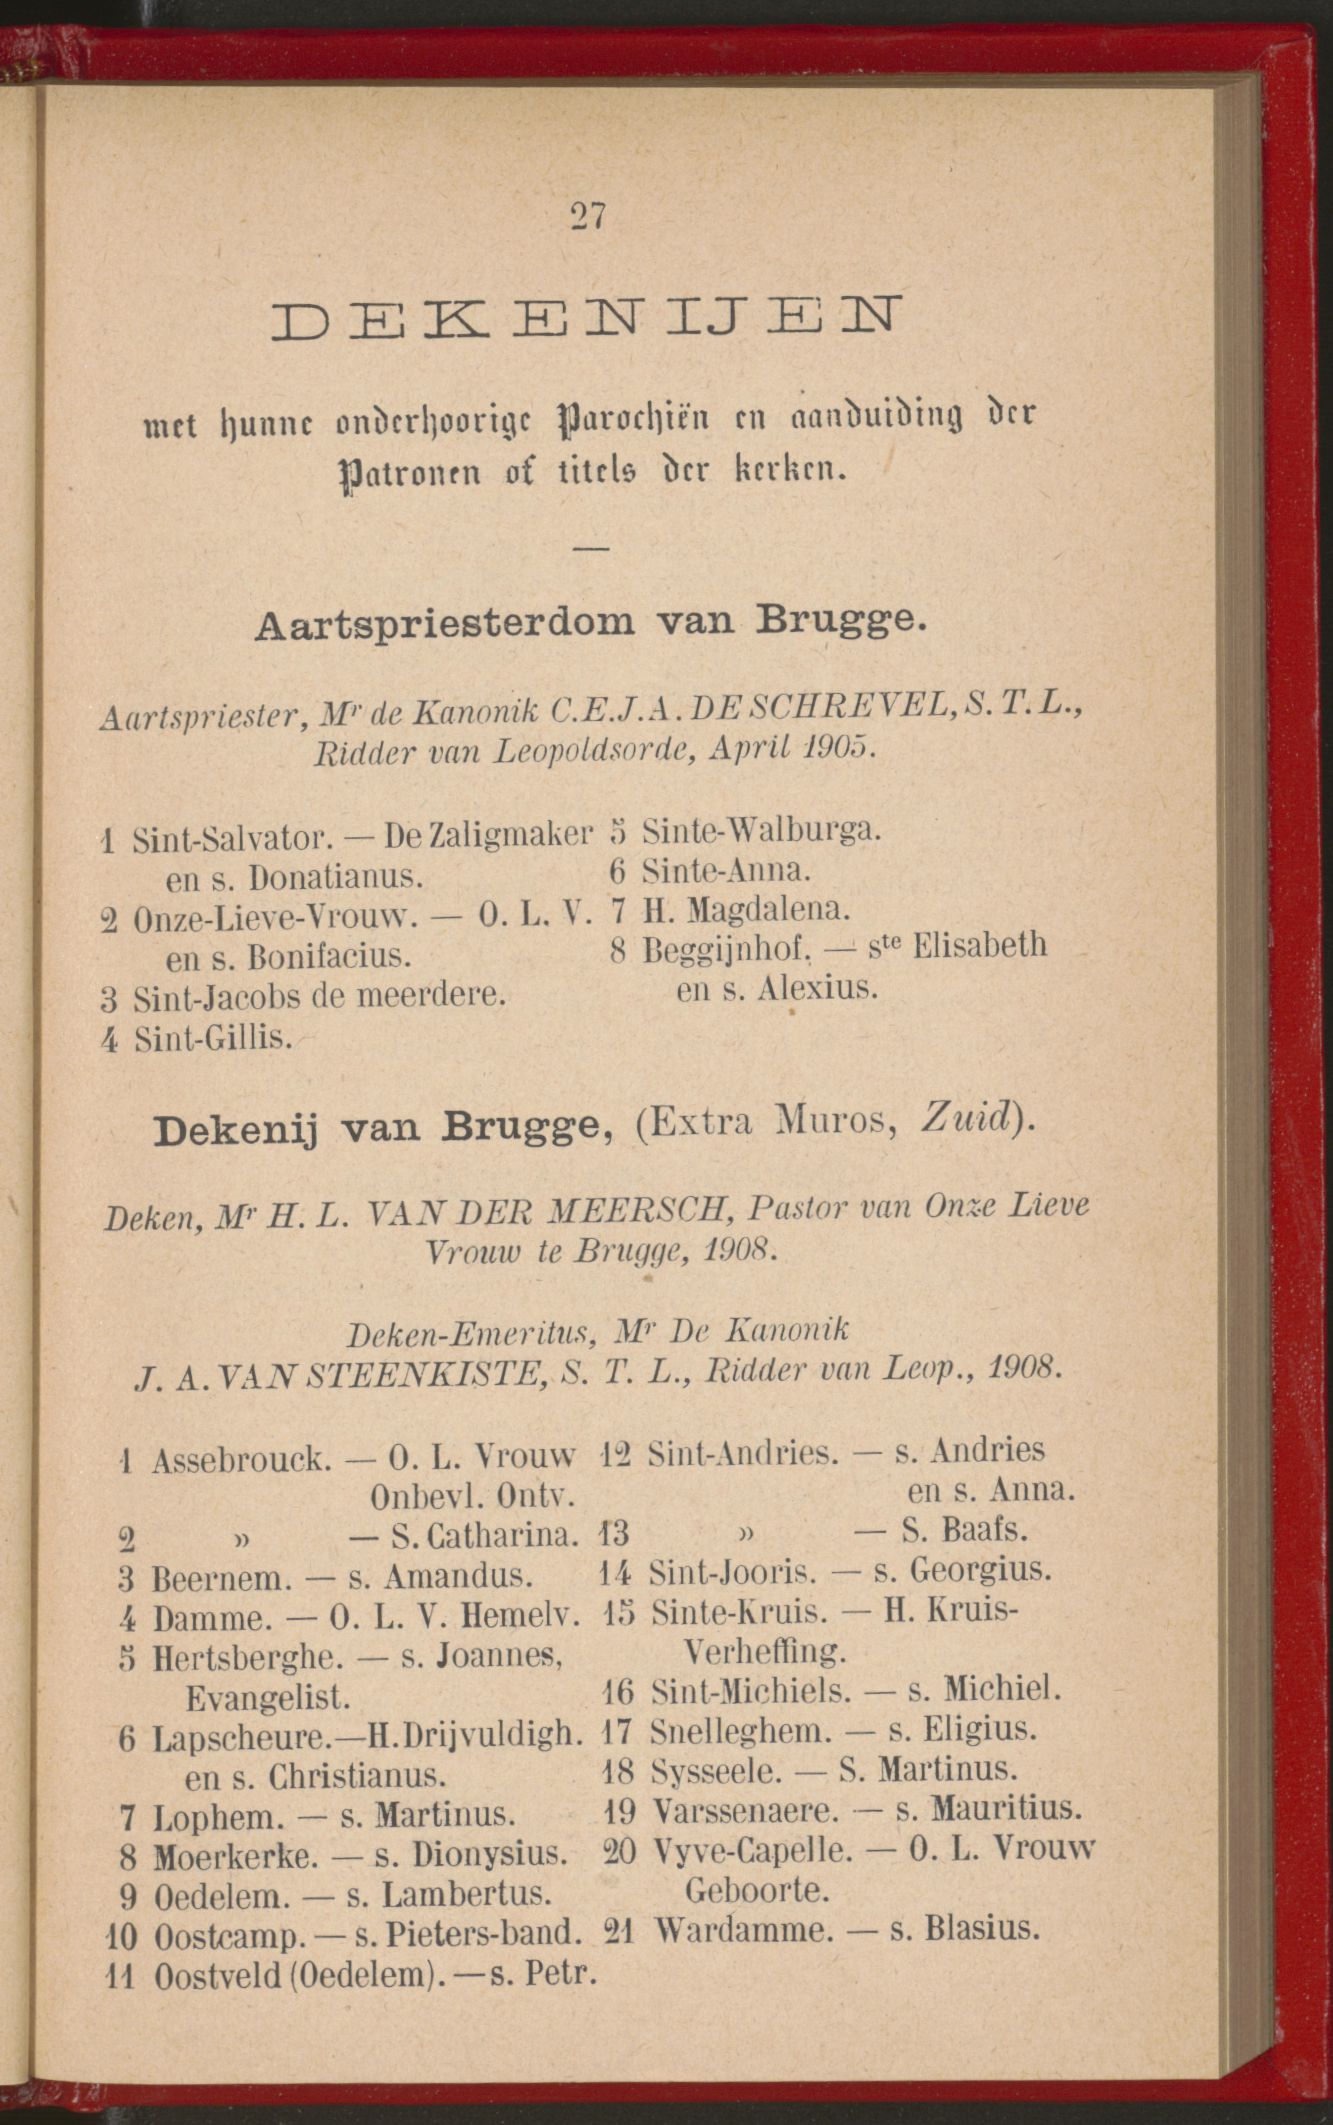 27
DEKENIJEN
met hunne onderhoorige Parochiën en aanduiding der
Patronen of titels der kerken.
—
Aartspriesterdom van Brugge.
Aartspriester, Mr de Kanonik C.E.J.A. DE SCHREVEL, S. T. L.,
Ridder van Leopoldsorde, April 1905.
1 Sint-Salvator. — De Zaligmaker
en s. Donatianus.
2 Onze-Lieve-Vrouw. — O. L. V.
en s. Bonifacius.
3 Sint-Jacobs de meerdere.
4 Sint-Gillis.
5 Sinte-Walburga.
6 Sinte-Anna.
7 H. Magdalena.
8 Beggijnhof. — ste Elisabeth
en s. Alexius.
Dekenij van Brugge, (Extra Muros, Zuid).
Deken, Mr H. L. VAN DER MEERSCH, Pastor van Onze Lieve
Vrouw te Brugge, 1908.
Deken-Emeritus, Mr De Kanonik
J. A. VAN STEENKISTE, S. T. L., Ridder van Leop., 1908.
1 Assebrouck. — O. L. Vrouw
Onbevl. Ontv.
2 » — S. Catharina.
3 Beernem. — s. Amandus.
4 Damme. — O. L. V. Hemelv.
5 Hertsberghe. — s. Joannes,
Evangelist.
6 Lapscheure. — H. Drijvuldigh.
en s. Christianus.
7 Lophem. — s. Martinus.
8 Moerkerke. — s. Dionysius.
9 Oedelem. — s. Lambertus.
10 Oostcamp. — s. Pieters-band.
11 Oostveld (Oedelem). — s. Petr.
12 Sint-Andries. — s. Andries
en s. Anna.
13 » — S. Baafs.
14 Sint-Jooris. — s. Georgius.
15 Sinte-Kruis. — H. Kruis-
Verheffing.
16 Sint-Michiels. — s. Michiel.
17 Snelleghem. — s. Eligius.
18 Sysseele. — S. Martinus.
19 Varssenaere. — s. Mauritius.
20 Vyve-Capelle. — O. L. Vrouw
Geboorte.
21 Wardamme. — s. Blasius.